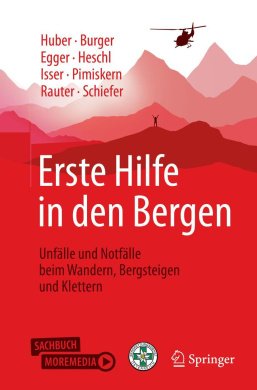 Huber · Burger
Egger · Heschl
Isser · Pimiskern
Rauter · Schiefer
Erste Hilfe
in den Bergen
Unfälle und Notfälle
beim Wandern, Bergsteigen
und Klettern
SACHBUCH
MOREMEDIA
Springer